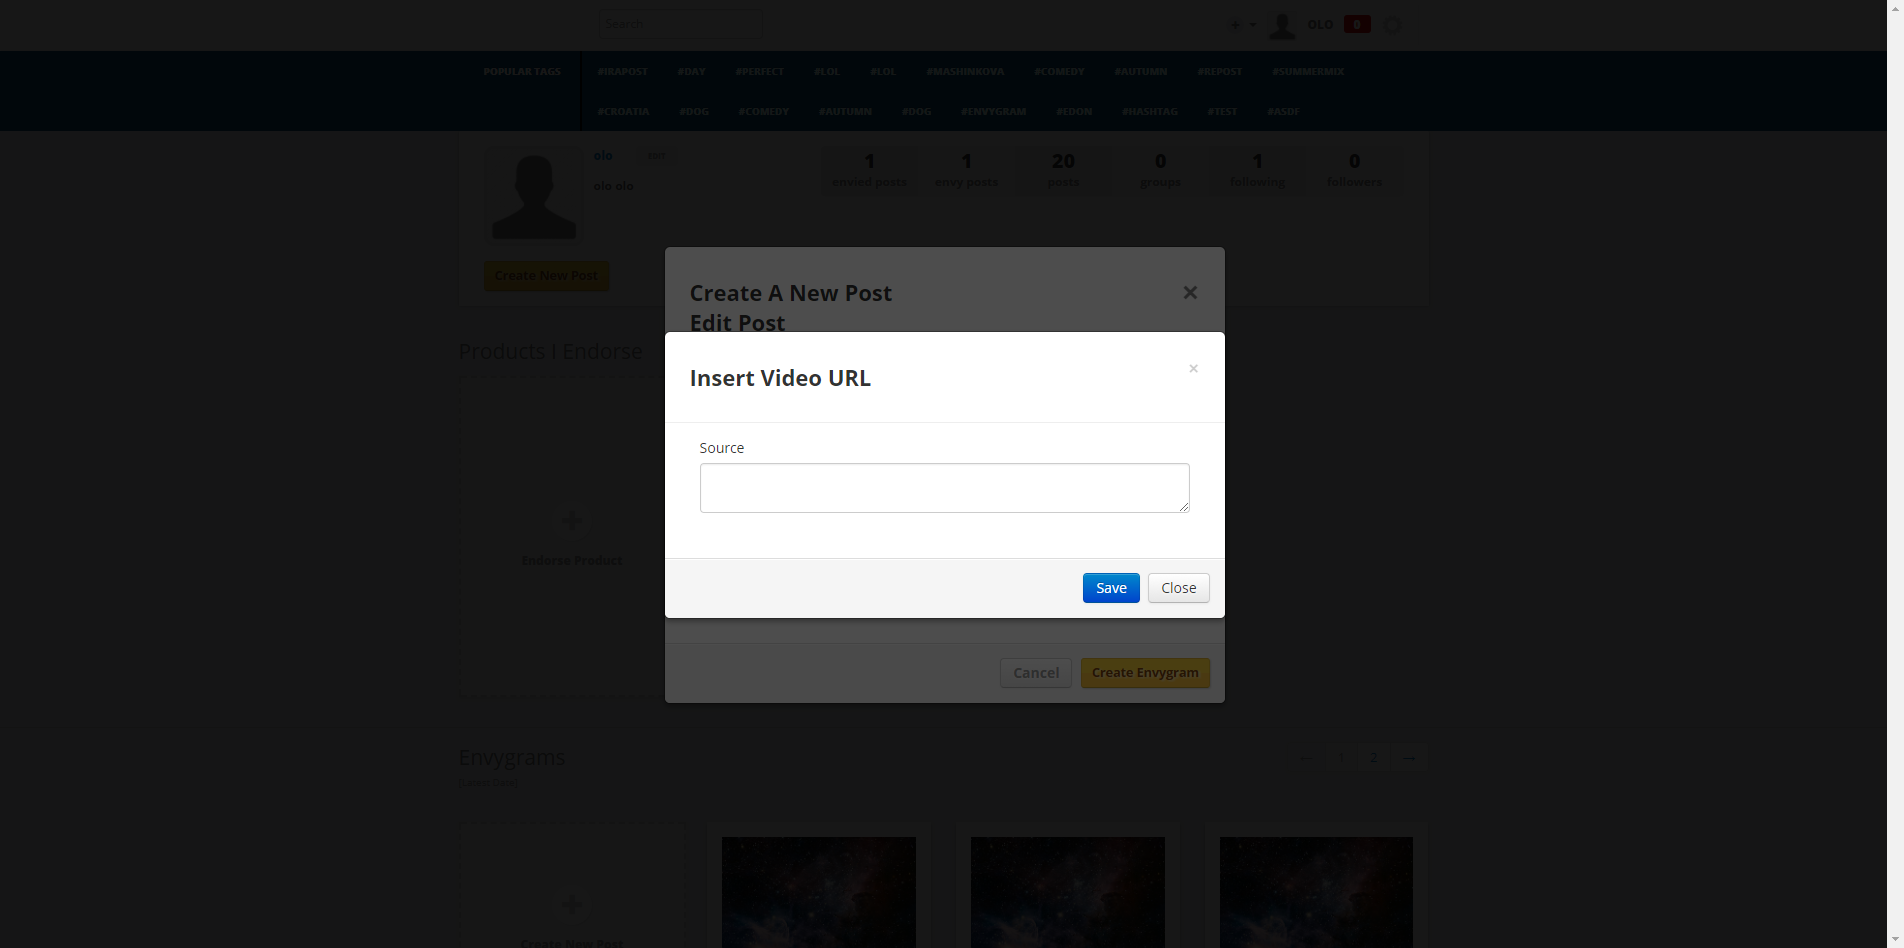 Search
OLO 0
#POPULAR TAGS #IRAPOST #DAY #PERFECT #LOL #LOL #MASHINKOVA #COMEDY #AUTUMN #REPOST #SUMMERMIX
#CROATIA #DOG #COMEDY #AUTUMN #DOG #ENVYGRAM #EDON #HASHTAG #TEST #ASDF
olo
olo olo
1 1 20 0 1 0
envied posts envy posts posts groups following followers
Create New Post
Create A New Post ×
Edit Post
Products I Endorse
Insert Video URL ×
Source
Endorse Product
Save Close
Cancel Create Envygram
Envygrams
← 1 2 →
Create New Post